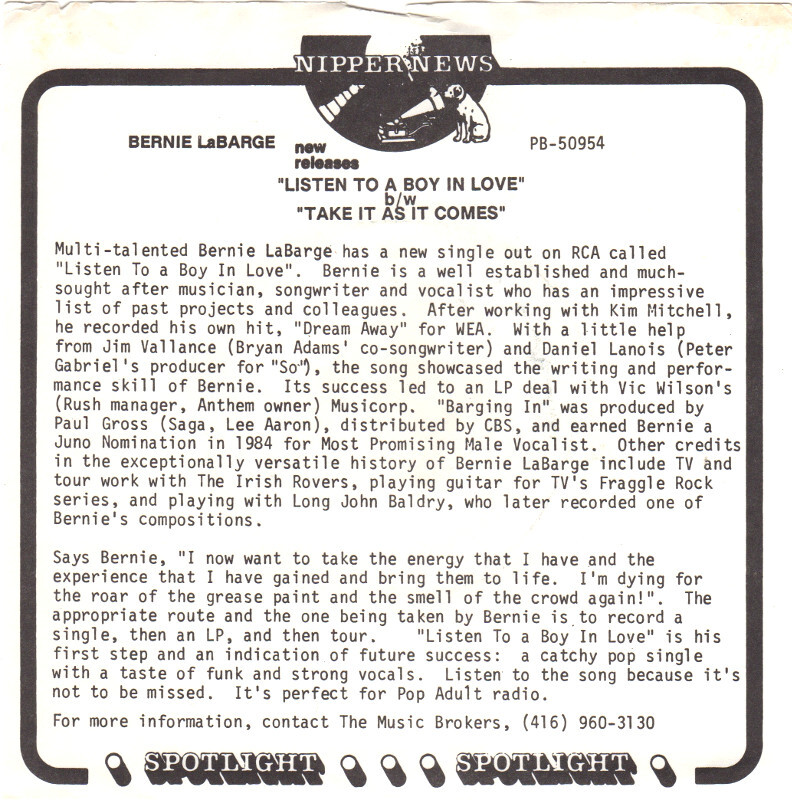 NIPPER NEWS
BERNIE LaBARGE
new
releases
PB-50954
"LISTEN TO A BOY IN LOVE"
b/w
"TAKE IT AS IT COMES"
Multi-talented Bernie LaBarge has a new single out on RCA called
"Listen To a Boy In Love".  Bernie is a well established and much-
sought after musician, songwriter and vocalist who has an impressive
list of past projects and colleagues.  After working with Kim Mitchell,
he recorded his own hit, "Dream Away" for WEA.  With a little help
from Jim Vallance (Bryan Adams' co-songwriter) and Daniel Lanois (Peter
Gabriel's producer for "So"), the song showcased the writing and perfor-
mance skill of Bernie.  Its success led to an LP deal with Vic Wilson's
(Rush manager, Anthem owner) Musicorp.  "Barging In" was produced by
Paul Gross (Saga, Lee Aaron), distributed by CBS, and earned Bernie a
Juno Nomination in 1984 for Most Promising Male Vocalist.  Other credits
in the exceptionally versatile history of Bernie LaBarge include TV and
tour work with The Irish Rovers, playing guitar for TV's Fraggle Rock
series, and playing with Long John Baldry, who later recorded one of
Bernie's compositions.
Says Bernie, "I now want to take the energy that I have and the
experience that I have gained and bring them to life.  I'm dying for
the roar of the grease paint and the smell of the crowd again!".  The
appropriate route and the one being taken by Bernie is to record a
single, then an LP, and then tour.    "Listen To a Boy In Love" is his
first step and an indication of future success:  a catchy pop single
with a taste of funk and strong vocals.  Listen to the song because it's
not to be missed.  It's perfect for Pop Adult radio.
For more information, contact The Music Brokers, (416) 960-3130
SPOTLIGHT SPOTLIGHT